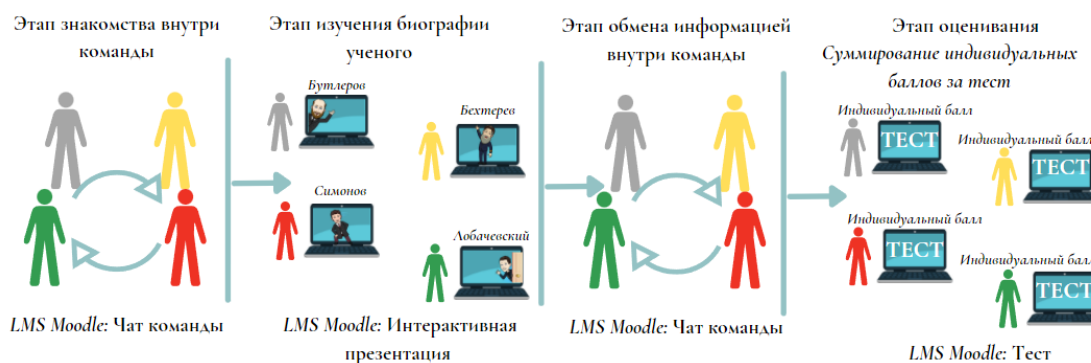 Этап знакомства внутри
команды
LMS Moodle: Чат команды
Этап изучения биографии
ученого
Бутлеров
Бехтерев
Симонов
Лобачевский
LMS Moodle: Интерактивная
презентация
Этап обмена информацией
внутри команды
LMS Moodle: Чат команды
Этап оценивания
Суммирование индивидуальных
баллов за тест
Индивидуальный балл
ТЕСТ
Индивидуальный балл
ТЕСТ
Индивидуальный балл
ТЕСТ
Индивидуальный балл
ТЕСТ
LMS Moodle: Тест